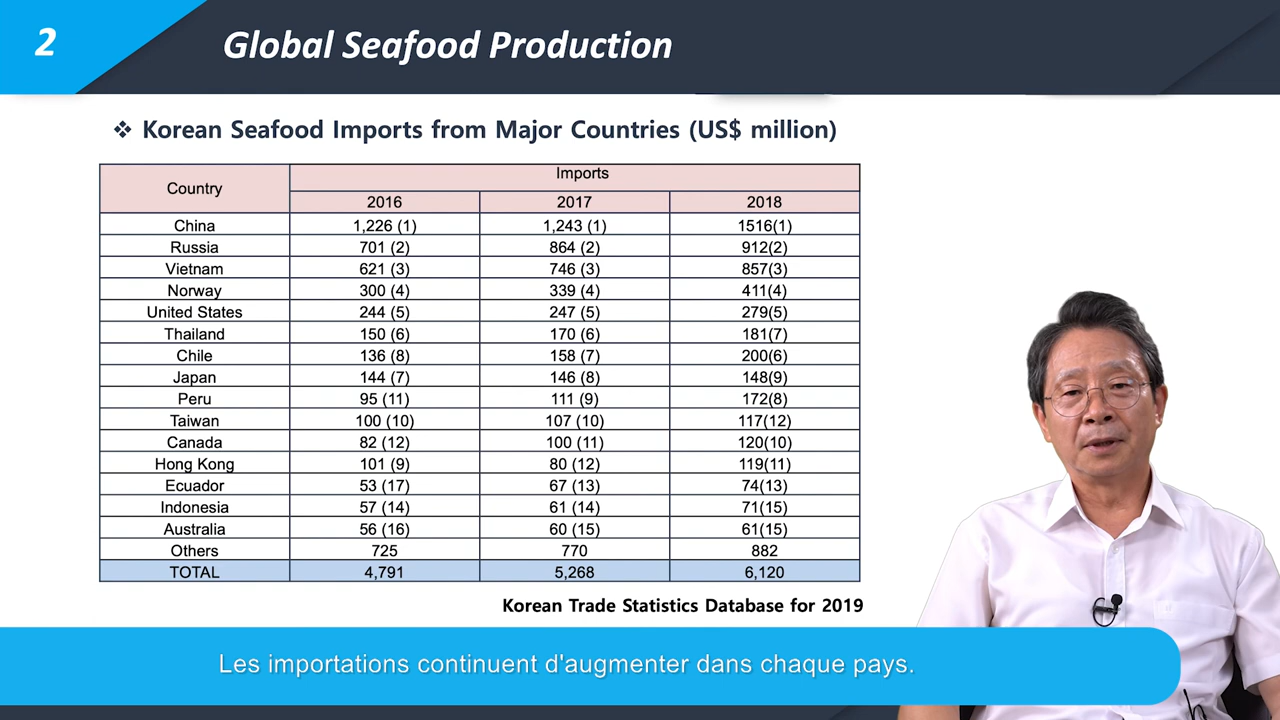 2
Global Seafood Production
❖ Korean Seafood Imports from Major Countries (US$ million)
Country
Imports
2016 2017 2018
China 1,226 (1) 1,243 (1) 1516(1)
Russia 701 (2) 864 (2) 912(2)
Vietnam 621 (3) 746 (3) 857(3)
Norway 300 (4) 339 (4) 411(4)
United States 244 (5) 247 (5) 279(5)
Thailand 150 (6) 170 (6) 181(7)
Chile 136 (8) 158 (7) 200(6)
Japan 144 (7) 146 (8) 148(9)
Peru 95 (11) 111 (9) 172(8)
Taiwan 100 (10) 107 (10) 117(12)
Canada 82 (12) 100 (11) 120(10)
Hong Kong 101 (9) 80 (12) 119(11)
Ecuador 53 (17) 67 (13) 74(13)
Indonesia 57 (14) 61 (14) 71(15)
Australia 56 (16) 60 (15) 61(15)
Others 725 770 882
TOTAL 4,791 5,268 6,120
Korean Trade Statistics Database for 2019
Les importations continuent d'augmenter dans chaque pays.